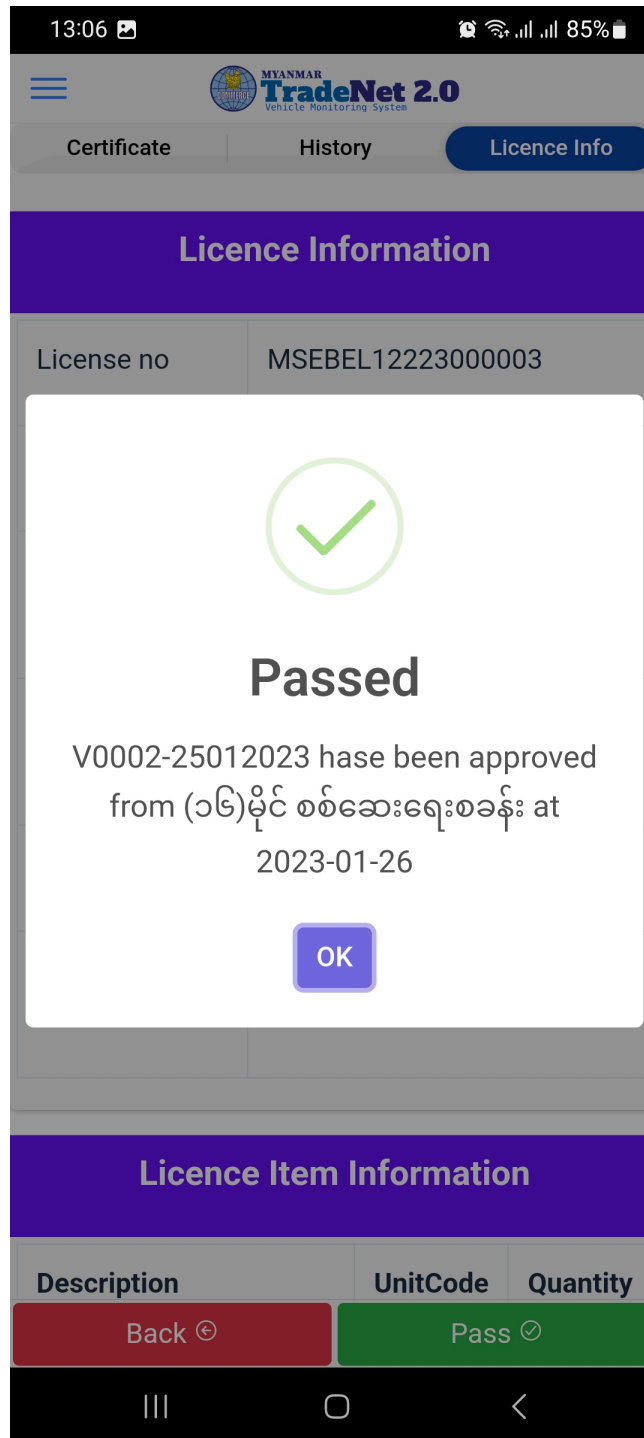 13:06
85%
MYANMAR
TradeNet 2.0
Vehicle Monitoring System
COMMERCE
Certificate
History
Licence Info
Licence Information
License no
MSEBEL12223000003
Passed
V0002-25012023 hase been approved
from (၁၆)မိုင် စစ်ဆေးရေးစခန်း at
2023-01-26
OK
Licence Item Information
Description
UnitCode
Quantity
Back
Pass